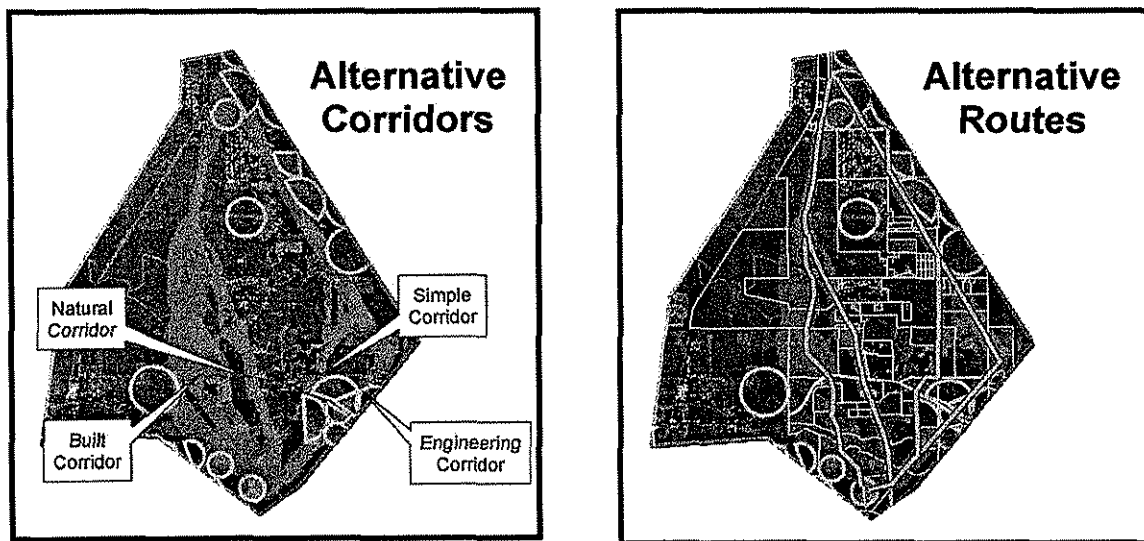 Alternative
Corridors
Natural
Corridor
Simple
Corridor
Built
Corridor
Engineering
Corridor
Alternative
Routes